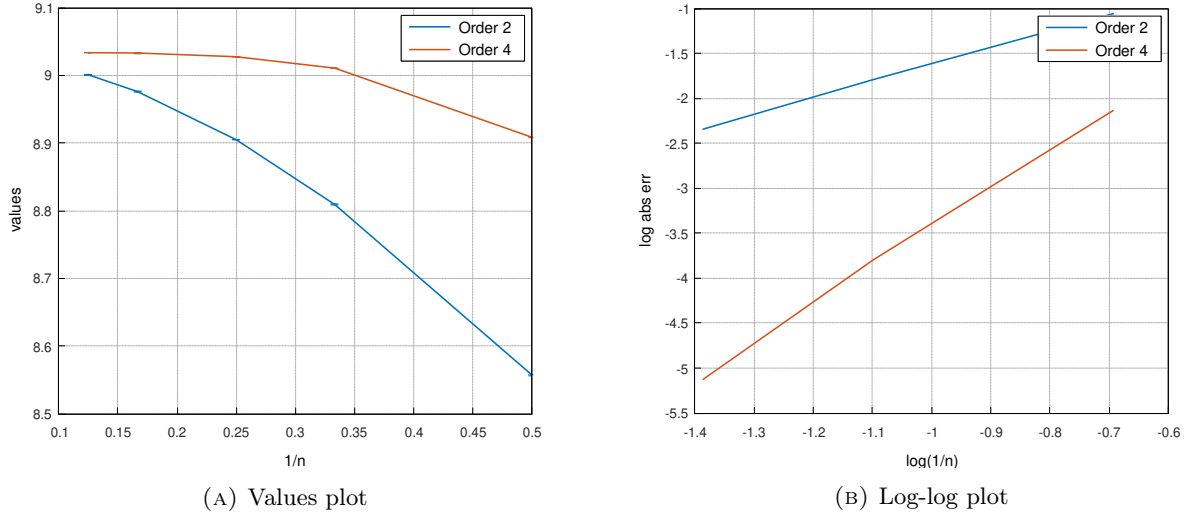 9.1
9
8.9
8.8
8.7
8.6
8.5
values
0.1 0.15 0.2 0.25 0.3 0.35 0.4 0.45 0.5
1/n
Order 2
Order 4
(A) Values plot
-1
-1.5
-2
-2.5
-3
-3.5
-4
-4.5
-5
-5.5
log abs err
-1.4 -1.3 -1.2 -1.1 -1 -0.9 -0.8 -0.7 -0.6
log(1/n)
Order 2
Order 4
(B) Log-log plot